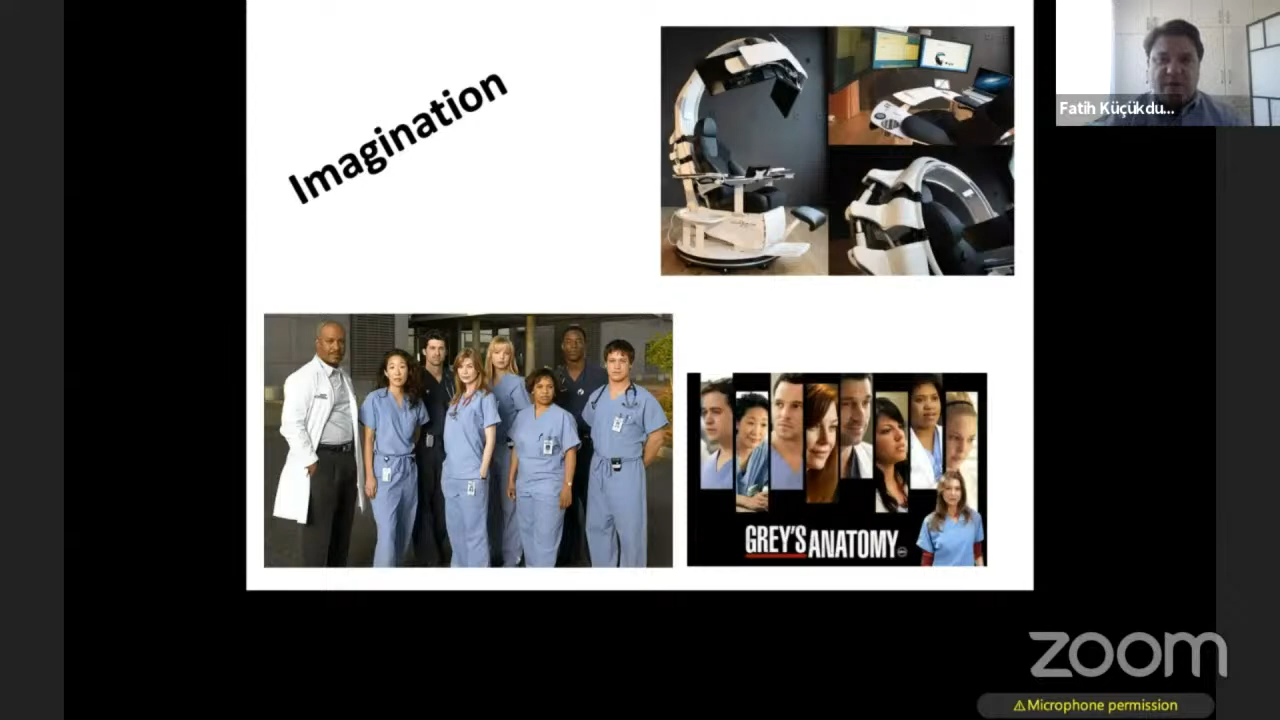 Imagination
Fatih Küçükdu...
GREY'S ANATOMY
zoom
⚠Microphone permission